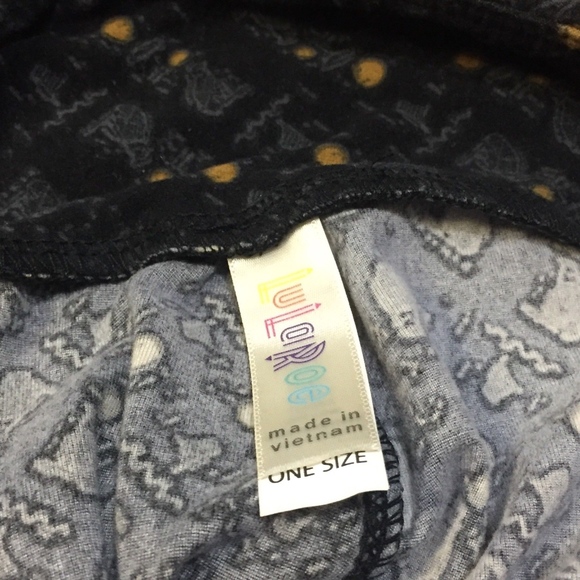 LuLaRoe
made in
vietnam
ONE SIZE